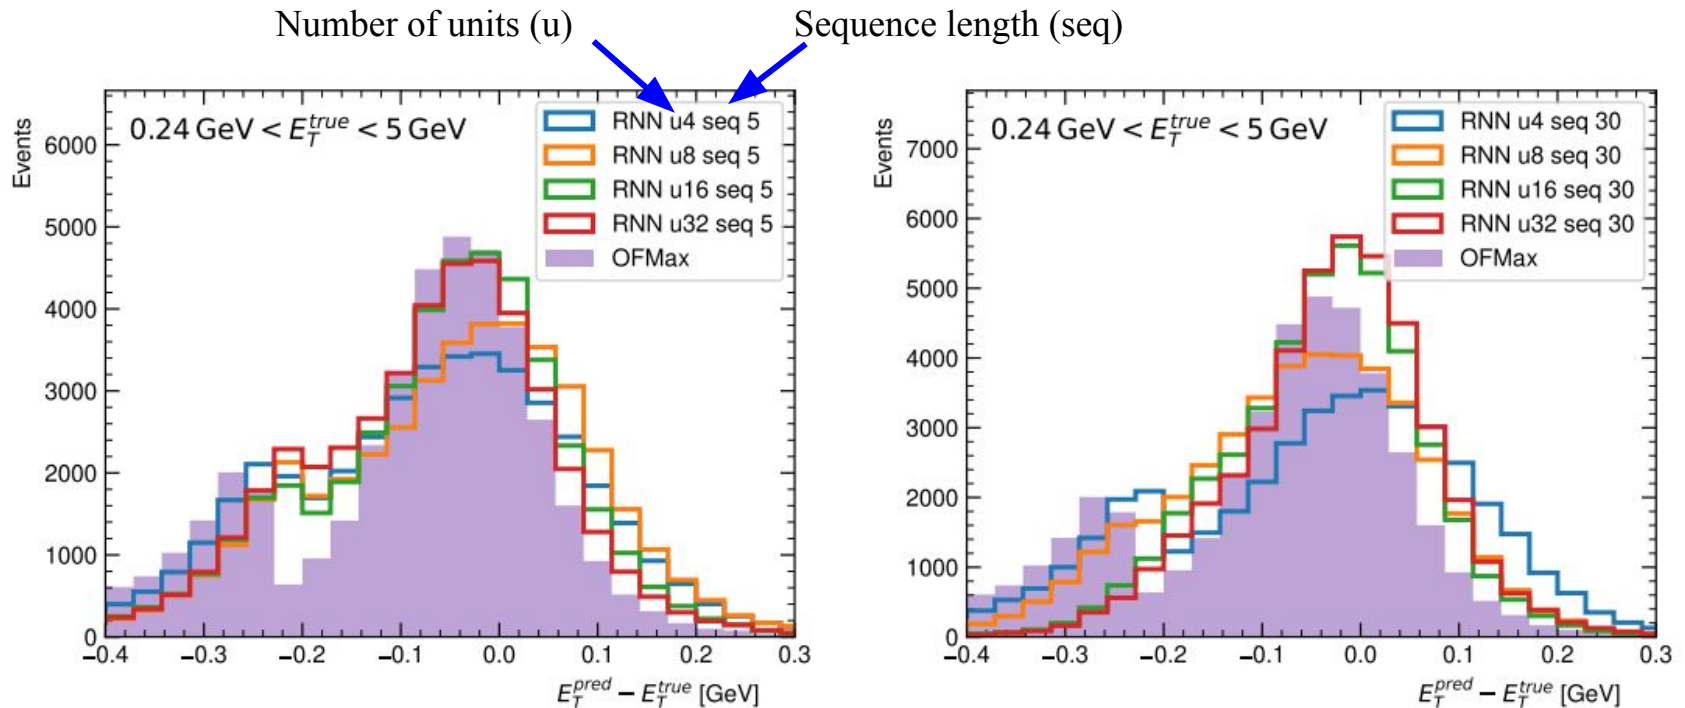 Number of units (u)
Sequence length (seq)
0.24 GeV < E_T^{true} < 5 GeV
RNN u4 seq 5
RNN u8 seq 5
RNN u16 seq 5
RNN u32 seq 5
OFMax
Events
6000
5000
4000
3000
2000
1000
0
−0.4 −0.3 −0.2 −0.1 0.0 0.1 0.2 0.3
E_T^{pred} − E_T^{true} [GeV]
0.24 GeV < E_T^{true} < 5 GeV
RNN u4 seq 30
RNN u8 seq 30
RNN u16 seq 30
RNN u32 seq 30
OFMax
Events
7000
6000
5000
4000
3000
2000
1000
0
−0.4 −0.3 −0.2 −0.1 0.0 0.1 0.2 0.3
E_T^{pred} − E_T^{true} [GeV]